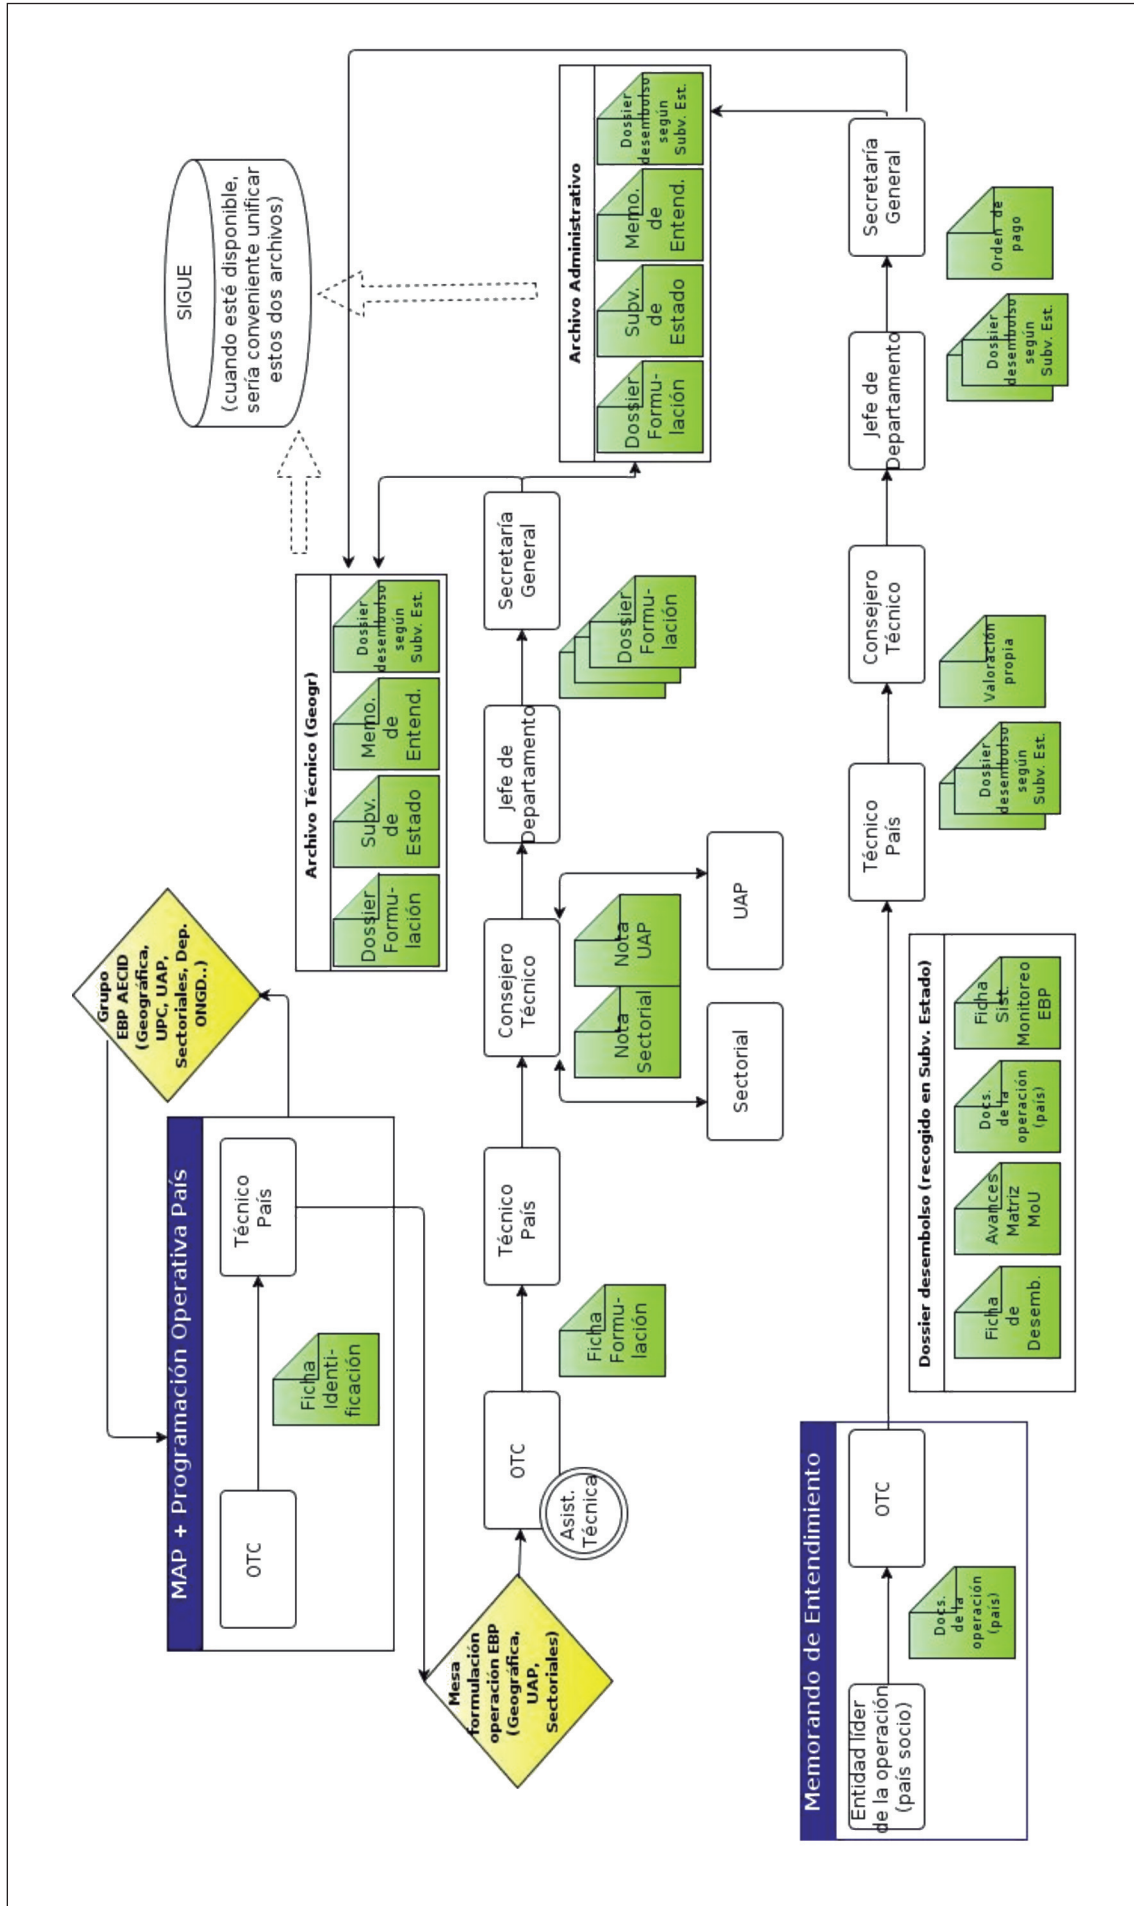 MAP + Programación Operativa País
OTC
Ficha
Identi-
ficación
Técnico
País
Grupo
EBP AECID
(Geográfica,
UPC, UAP,
Sectoriales, Dep.
ONGD..)
SIGUE
(cuando esté disponible,
sería conveniente unificar
estos dos archivos)
Archivo Técnico (Geogr)
Dossier
Formu-
lación
Subv.
de
Estado
Memo.
de
Entend.
Dossier
desembolso
según
Subv. Est.
Archivo Administrativo
Dossier
Formu-
lación
Subv.
de
Estado
Memo.
de
Entend.
Dossier
desembolso
según
Subv. Est.
Mesa
formulación
operación EBP
(Geográfica,
UAP,
Sectoriales)
OTC
Asist.
Técnica
Ficha
Formu-
lación
Técnico
País
Consejero
Técnico
Nota
Sectorial
Nota
UAP
Sectorial
UAP
Jefe de
Departamento
Dossier
Formu-
lación
Secretaría
General
Memorando de Entendimiento
Entidad líder
de la operación
(país socio)
Docs.
de la
operación
(país)
OTC
Dossier desembolso (recogido en Subv. Estado)
Ficha
de
Desemb.
Avances
Matriz
MoU
Docs.
de la
operación
(país)
Ficha
Sist.
Monitoreo
EBP
Técnico
País
Dossier
desembolso
según
Subv. Est.
Valoración
propia
Consejero
Técnico
Jefe de
Departamento
Dossier
desembolso
según
Subv. Est.
Orden de
pago
Secretaría
General